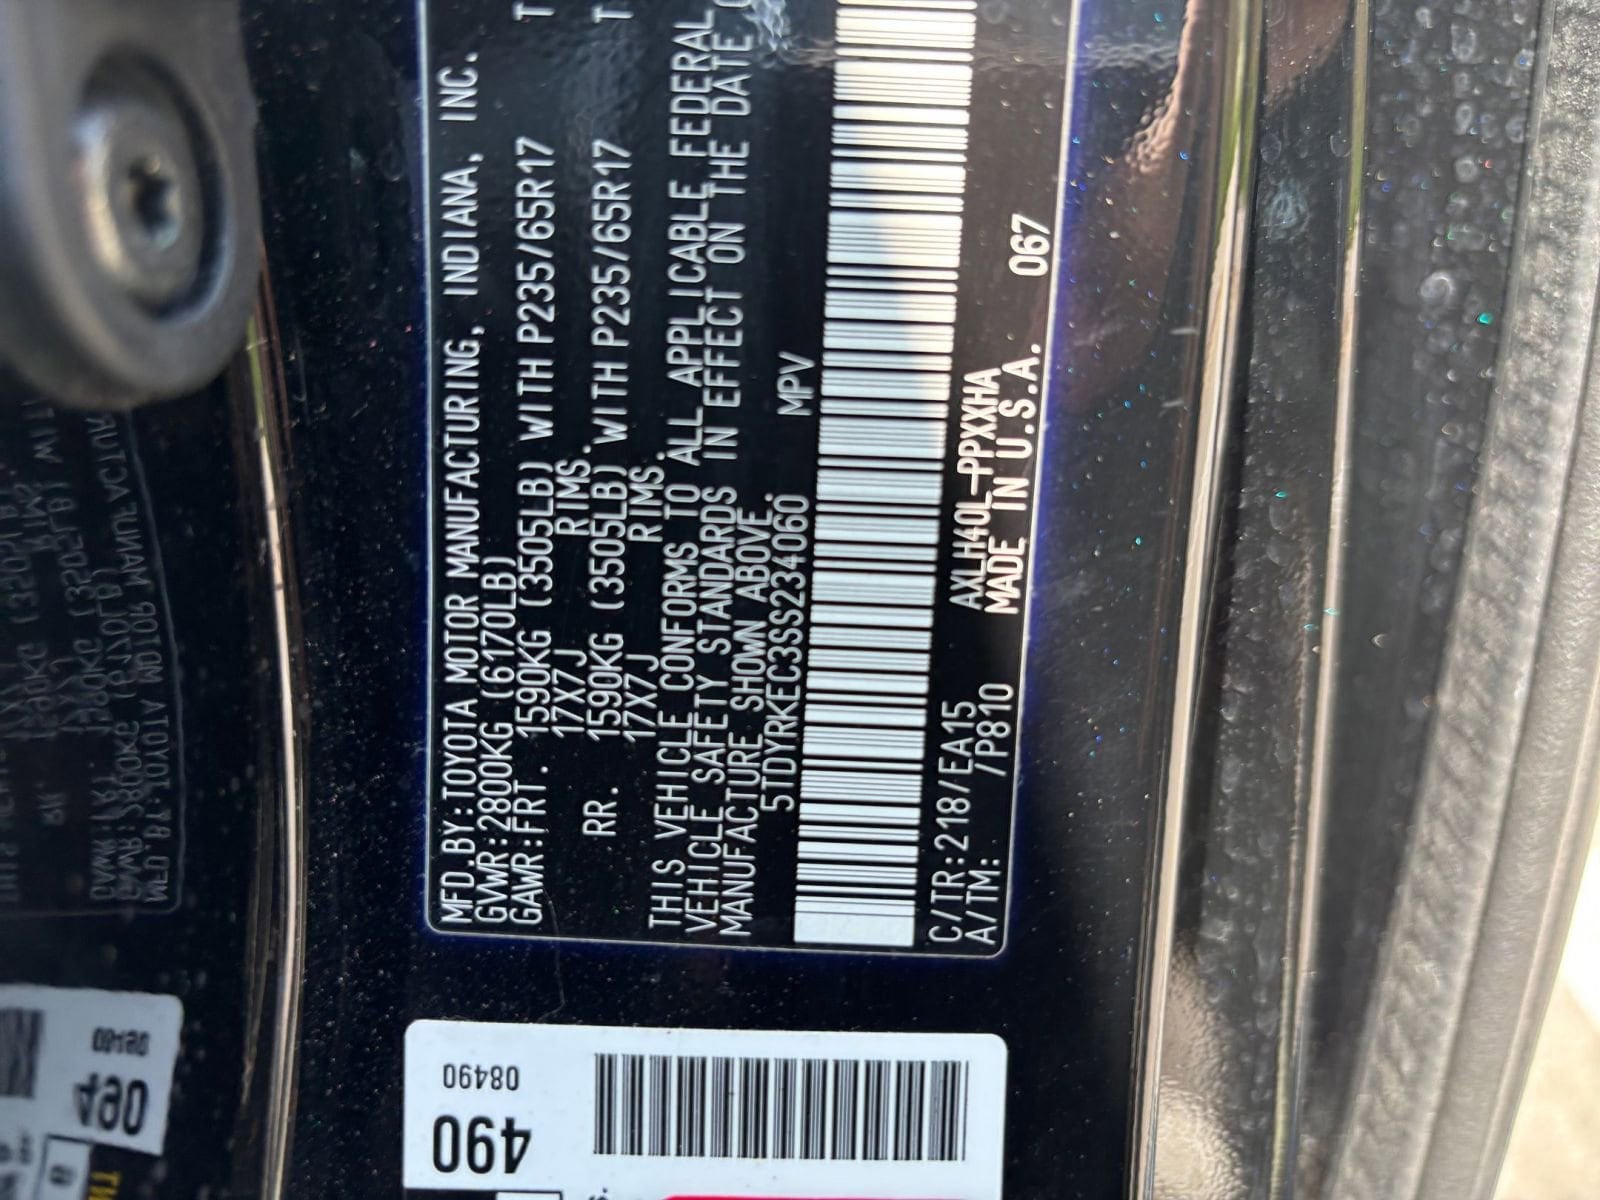 MFD.BY:TOYOTA MOTOR MANUFACTURING, INDIANA, INC.
GVWR:2800KG (6170LB)
GAWR:FRT. 1590KG (3505LB) WITH P235/65R17 T
17X7J RIMS.
RR. 1590KG (3505LB) WITH P235/65R17 T
17X7J RIMS.
THIS VEHICLE CONFORMS TO ALL APPLICABLE FEDERAL
VEHICLE SAFETY STANDARDS IN EFFECT ON THE DATE
MANUFACTURE SHOWN ABOVE.
5TDYRKEC3SS234060 MPV
C/TR:218/EA15 AXLH40L-PPXXHA
A/TM: /P810 MADE IN U.S.A. 067
08490
490